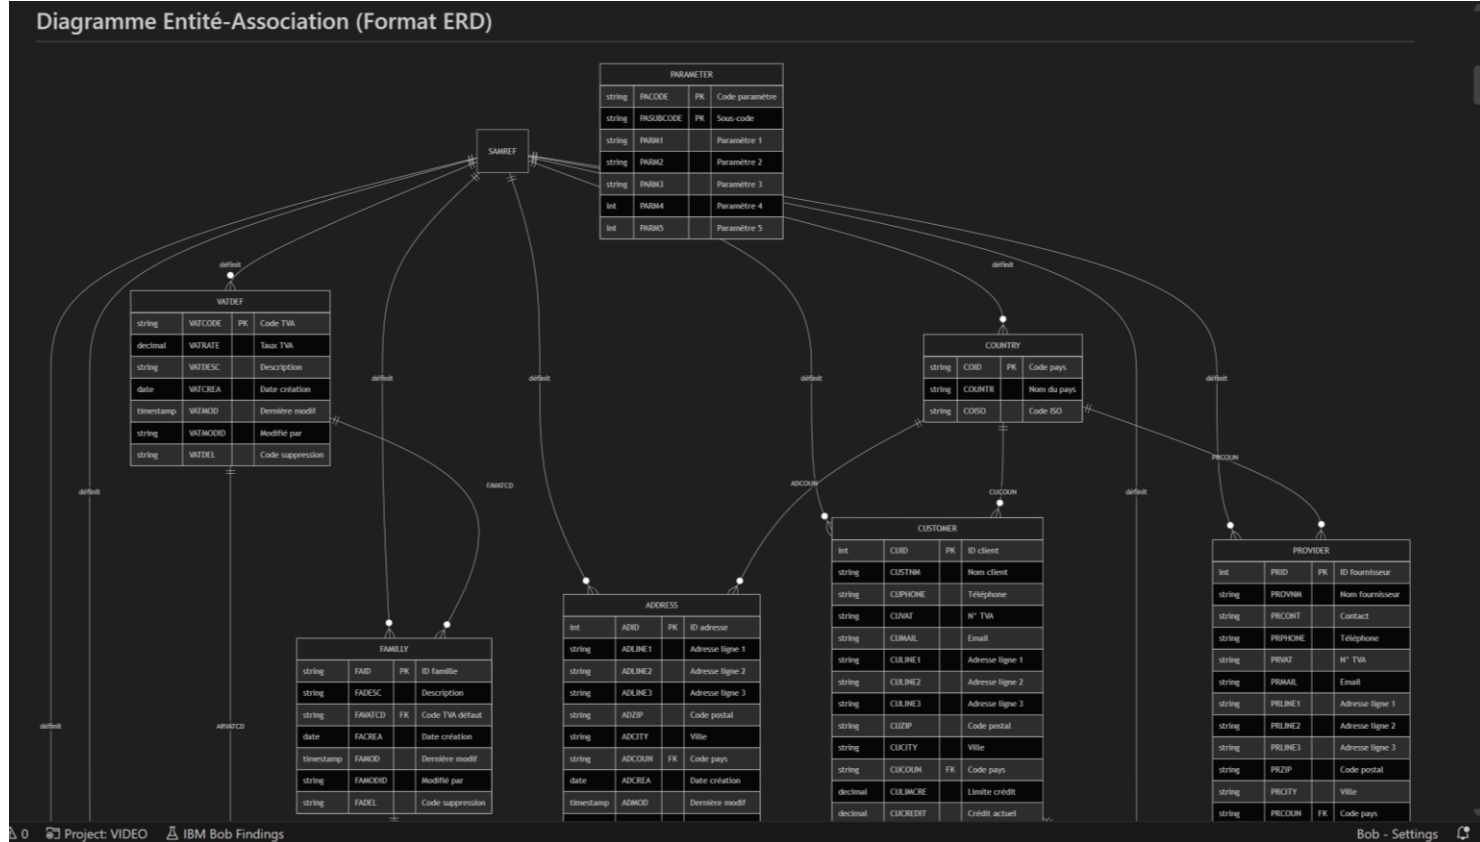 Diagramme Entité-Association (Format ERD)
PARAMETER
string PACODE PK Code paramètre
string PASUBCODE PK Sous-code
string PARM1 Paramètre 1
string PARM2 Paramètre 2
string PARM3 Paramètre 3
int PARM4 Paramètre 4
int PARM5 Paramètre 5
SAMREF
définit
définit
VATDEF
string VATCODE PK Code TVA
decimal VATRATE Taux TVA
string VATDESC Description
date VATCREA Date création
timestamp VATMOD Dernière modif
string VATMODID Modifié par
string VATDEL Code suppression
COUNTRY
string COID PK Code pays
string COUNTR Nom du pays
string COISO Code ISO
définit
définit
définit
définit
PRCOUN
FAVATCD
ADCOUN
CUCOUN
définit
définit
CUSTOMER
int CUID PK ID client
string CUSTNM Nom client
string CUPHONE Téléphone
string CUVAT N° TVA
string CUMAIL Email
string CULINE1 Adresse ligne 1
string CULINE2 Adresse ligne 2
string CULINE3 Adresse ligne 3
string CUZIP Code postal
string CUCITY Ville
string CUCOUN FK Code pays
decimal CULIMCRE Limite crédit
decimal CUCREDIT Crédit actuel
PROVIDER
int PRID PK ID fournisseur
string PROVNM Nom fournisseur
string PRCONT Contact
string PRPHONE Téléphone
string PRVAT N° TVA
string PRMAIL Email
string PRLINE1 Adresse ligne 1
string PRLINE2 Adresse ligne 2
string PRLINE3 Adresse ligne 3
string PRZIP Code postal
string PRCITY Ville
string PRCOUN FK Code pays
ADDRESS
int ADID PK ID adresse
string ADLINE1 Adresse ligne 1
string ADLINE2 Adresse ligne 2
string ADLINE3 Adresse ligne 3
string ADZIP Code postal
string ADCITY Ville
string ADCOUN FK Code pays
date ADCREA Date création
timestamp ADMOD Dernière modif
FAMILLY
string FAID PK ID famille
string FADESC Description
string FAVATCD FK Code TVA défaut
date FACREA Date création
timestamp FAMOD Dernière modif
string FAMODID Modifié par
string FADEL Code suppression
définit
ARVATCD
0 Project: VIDEO IBM Bob Findings
Bob - Settings